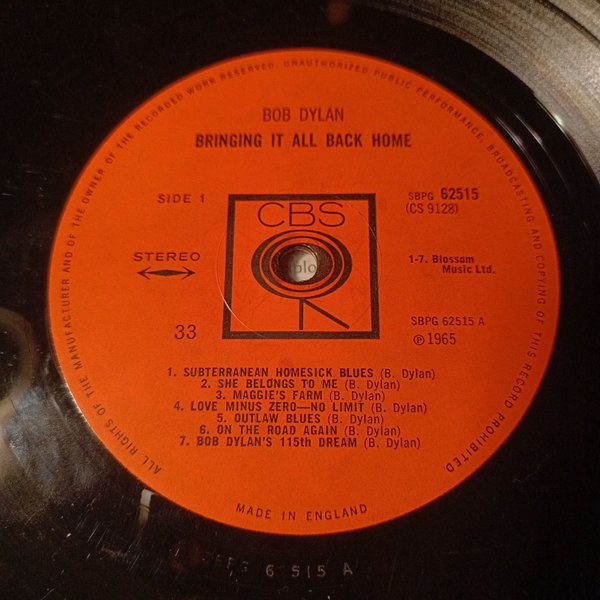 ALL RIGHTS OF THE MANUFACTURER AND OF THE OWNER OF THE RECORDED WORK RESERVED. UNAUTHORIZED PUBLIC PERFORMANCE, BROADCASTING AND COPYING OF THIS RECORD PROHIBITED.
BOB DYLAN
BRINGING IT ALL BACK HOME
SIDE 1
SBPG 62515
(CS 9128)
CBS
STEREO
1-7. Blossom
Music Ltd.
33
SBPG 62515 A
℗ 1965
1. SUBTERRANEAN HOMESICK BLUES (B. Dylan)
2. SHE BELONGS TO ME (B. Dylan)
3. MAGGIE'S FARM (B. Dylan)
4. LOVE MINUS ZERO—NO LIMIT (B. Dylan)
5. OUTLAW BLUES (B. Dylan)
6. ON THE ROAD AGAIN (B. Dylan)
7. BOB DYLAN'S 115th DREAM (B. Dylan)
MADE IN ENGLAND